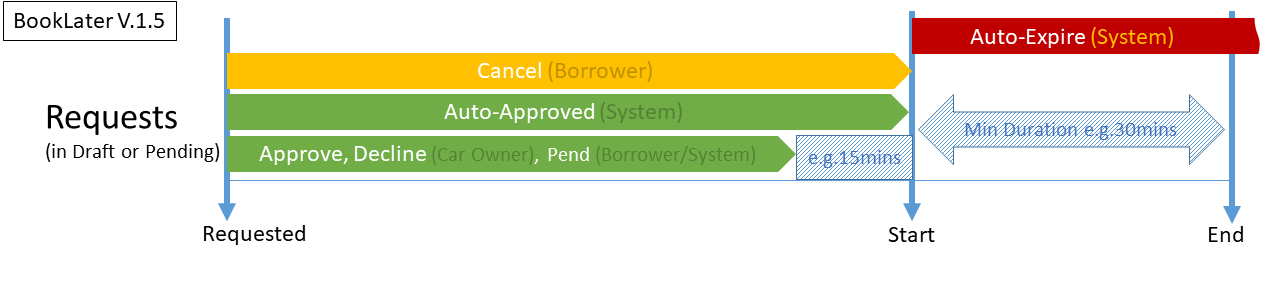 BookLater V.1.5
Auto-Expire (System)
Cancel (Borrower)
Requests
(in Draft or Pending)
Auto-Approved (System)
Approve, Decline (Car Owner), Pend (Borrower/System)
e.g.15mins
Min Duration e.g.30mins
Requested
Start
End